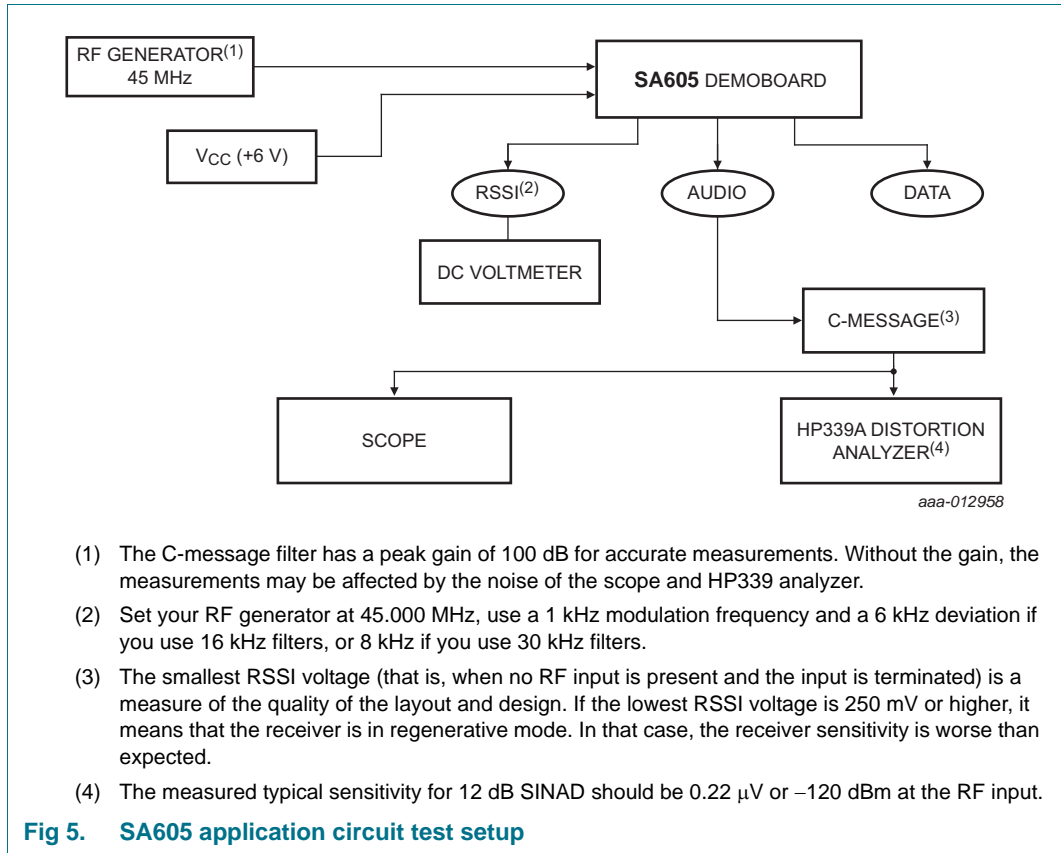 RF GENERATOR(1)
45 MHz
SA605 DEMOBOARD
VCC (+6 V)
RSSI(2)
AUDIO
DATA
DC VOLTMETER
C-MESSAGE(3)
SCOPE
HP339A DISTORTION
ANALYZER(4)
aaa-012958
(1) The C-message filter has a peak gain of 100 dB for accurate measurements. Without the gain, the
measurements may be affected by the noise of the scope and HP339 analyzer.
(2) Set your RF generator at 45.000 MHz, use a 1 kHz modulation frequency and a 6 kHz deviation if
you use 16 kHz filters, or 8 kHz if you use 30 kHz filters.
(3) The smallest RSSI voltage (that is, when no RF input is present and the input is terminated) is a
measure of the quality of the layout and design. If the lowest RSSI voltage is 250 mV or higher, it
means that the receiver is in regenerative mode. In that case, the receiver sensitivity is worse than
expected.
(4) The measured typical sensitivity for 12 dB SINAD should be 0.22 μV or −120 dBm at the RF input.
Fig 5. SA605 application circuit test setup